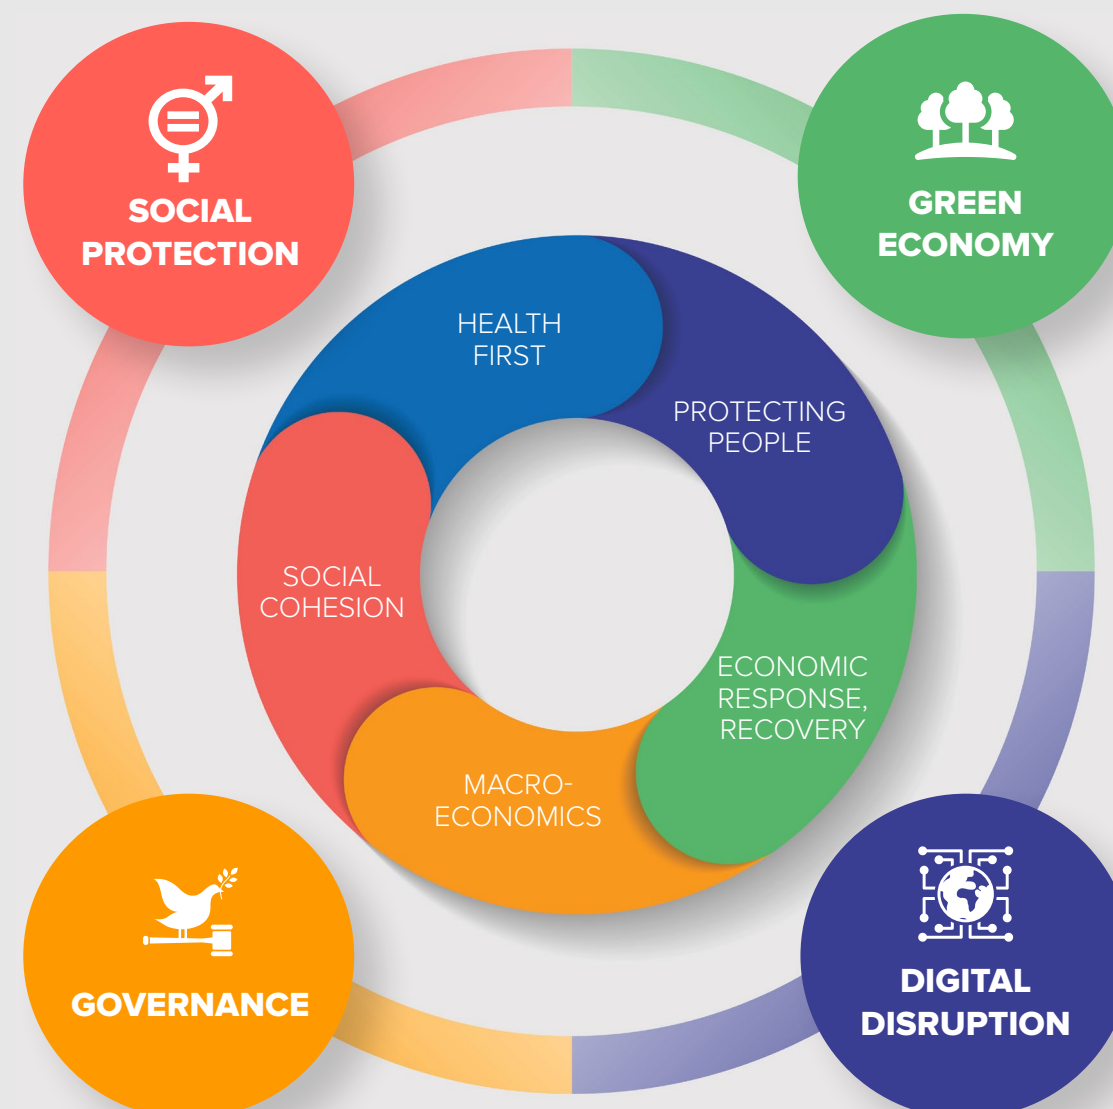 SOCIAL
PROTECTION
GREEN
ECONOMY
HEALTH
FIRST
PROTECTING
PEOPLE
SOCIAL
COHESION
ECONOMIC
RESPONSE,
RECOVERY
MACRO-
ECONOMICS
GOVERNANCE
DIGITAL
DISRUPTION